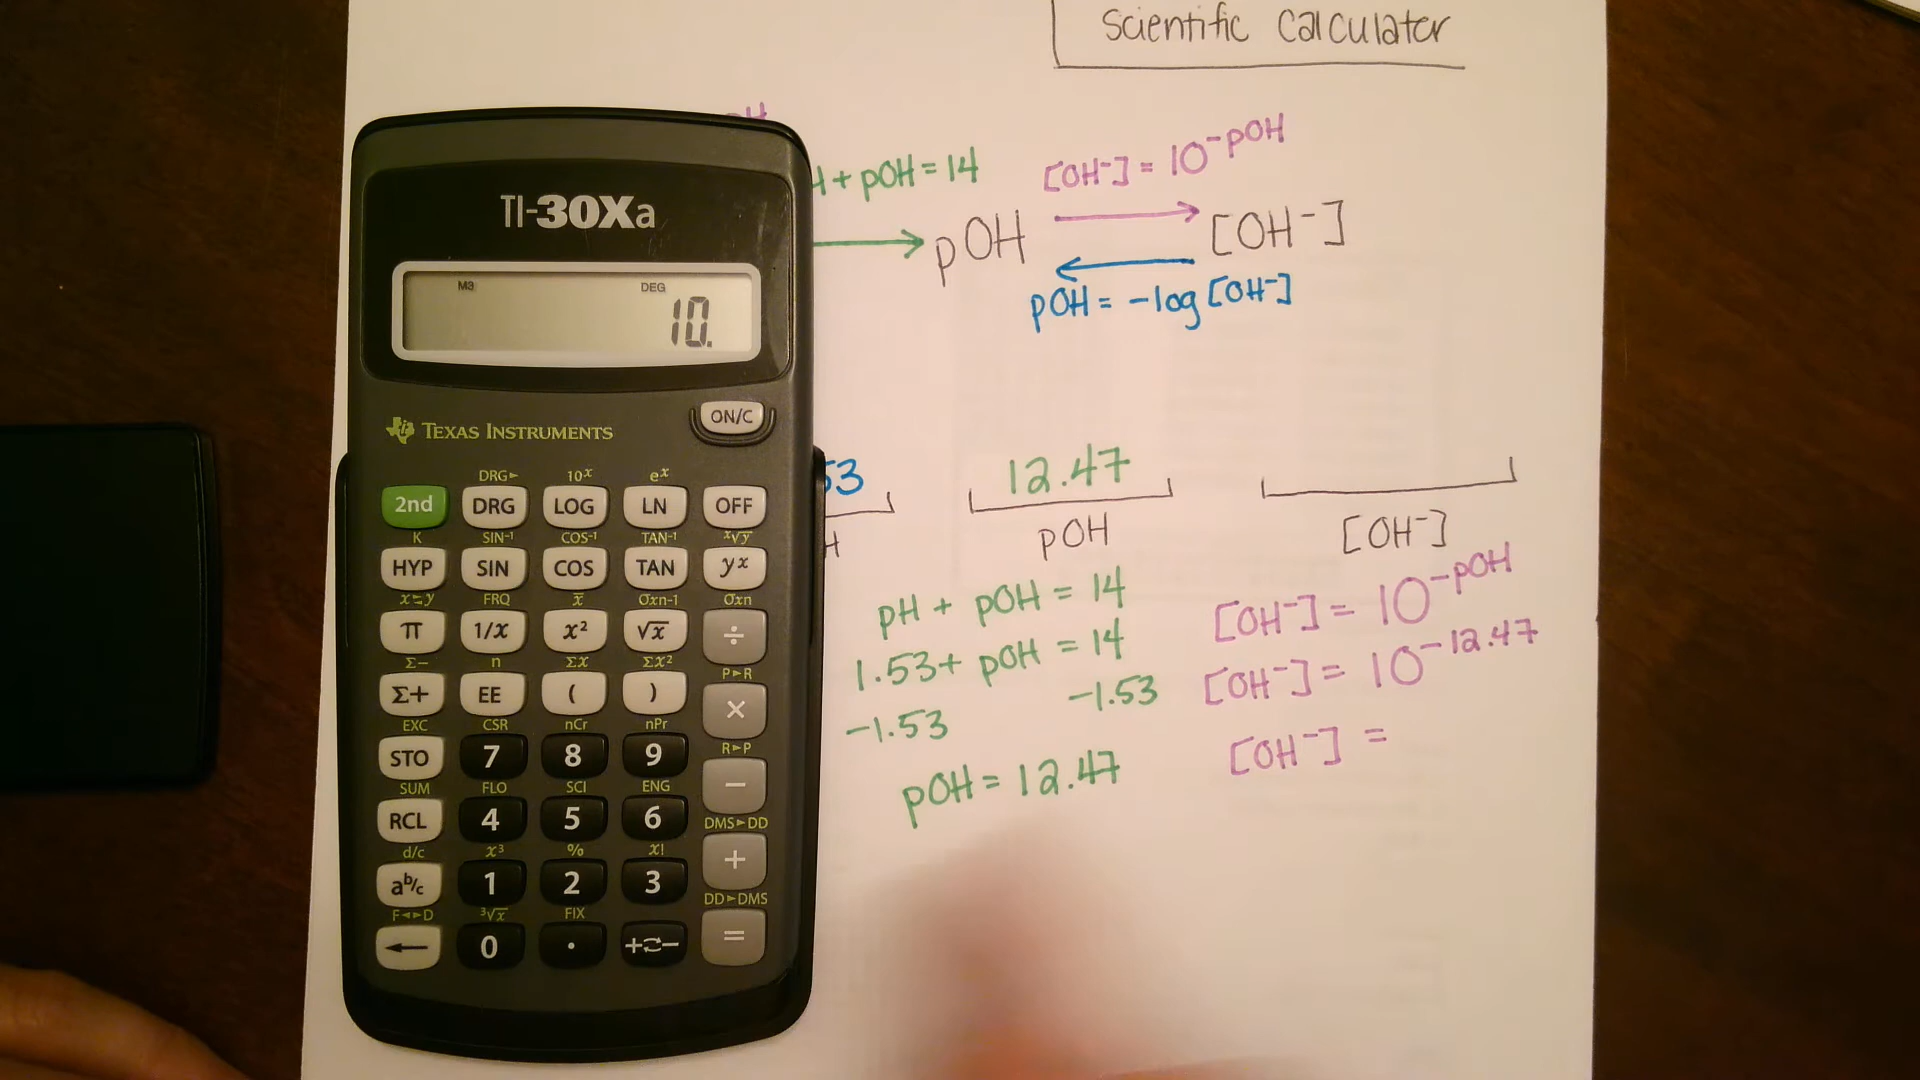 Scientific Calculator
H + pOH = 14
[OH⁻] = 10⁻ᵖᴼᴴ
pOH
[OH⁻]
pOH = -log [OH⁻]
TI-30Xa
M3 DEG
10.
TEXAS INSTRUMENTS
ON/C
DRG► 10ˣ eˣ
2nd DRG LOG LN OFF
K SIN⁻¹ COS⁻¹ TAN⁻¹ ˣ√y
HYP SIN COS TAN yˣ
x⇆y FRQ x̄ σxn-1 σxn
π 1/x x² √x ÷
Σ- n Σx Σx² P►R
Σ+ EE ( ) ×
EXC CSR nCr nPr R►P
STO 7 8 9 −
SUM FLO SCI ENG DMS►DD
RCL 4 5 6 +
d/c x³ % x! DD►DMS
aᵇ/c 1 2 3 =
F◄►D ³√x FIX
← 0 . +⇆−
53
H
12.47
pOH
pH + pOH = 14
1.53 + pOH = 14
-1.53 -1.53
pOH = 12.47
[OH⁻]
[OH⁻] = 10⁻ᵖᴼᴴ
[OH⁻] = 10⁻¹²·⁴⁷
[OH⁻] =